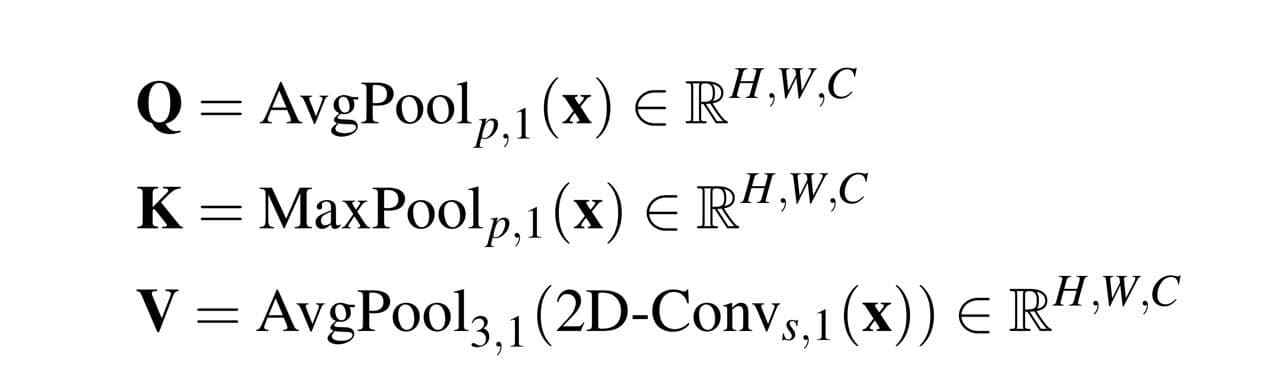 Q = AvgPool_{p,1}(x) ∈ ℝ^{H,W,C}
K = MaxPool_{p,1}(x) ∈ ℝ^{H,W,C}
V = AvgPool_{3,1}(2D-Conv_{s,1}(x)) ∈ ℝ^{H,W,C}